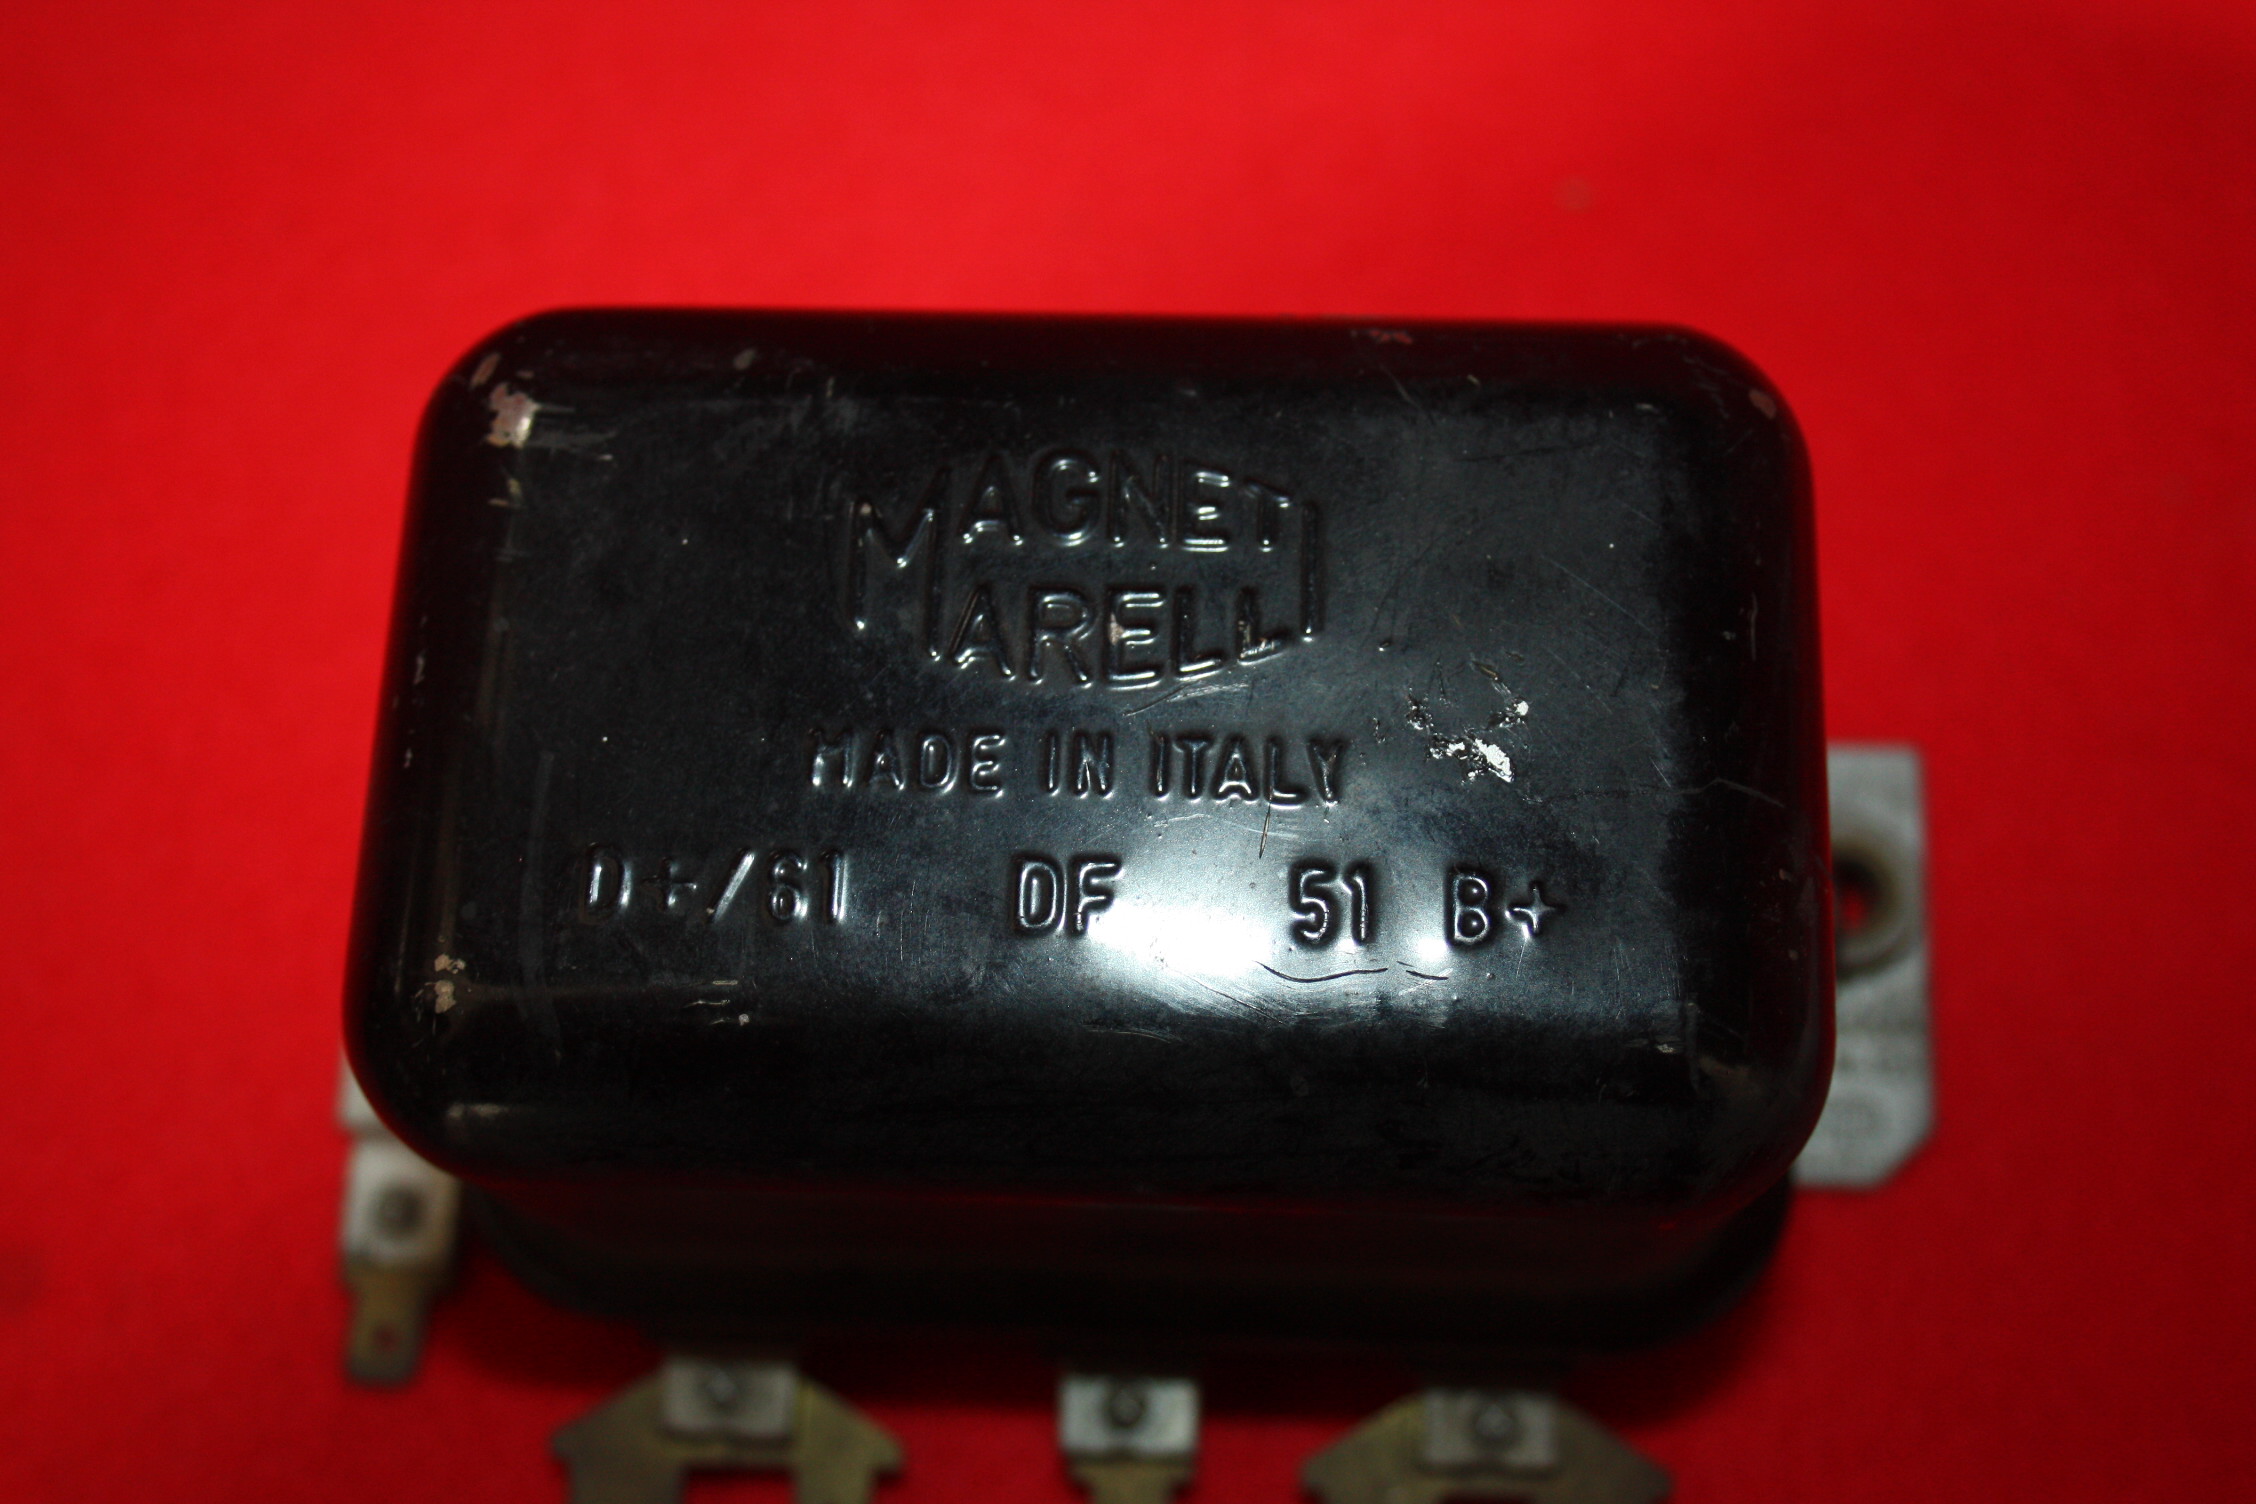 MAGNETI
MARELLI
MADE IN ITALY
D+/61 DF 51 B+